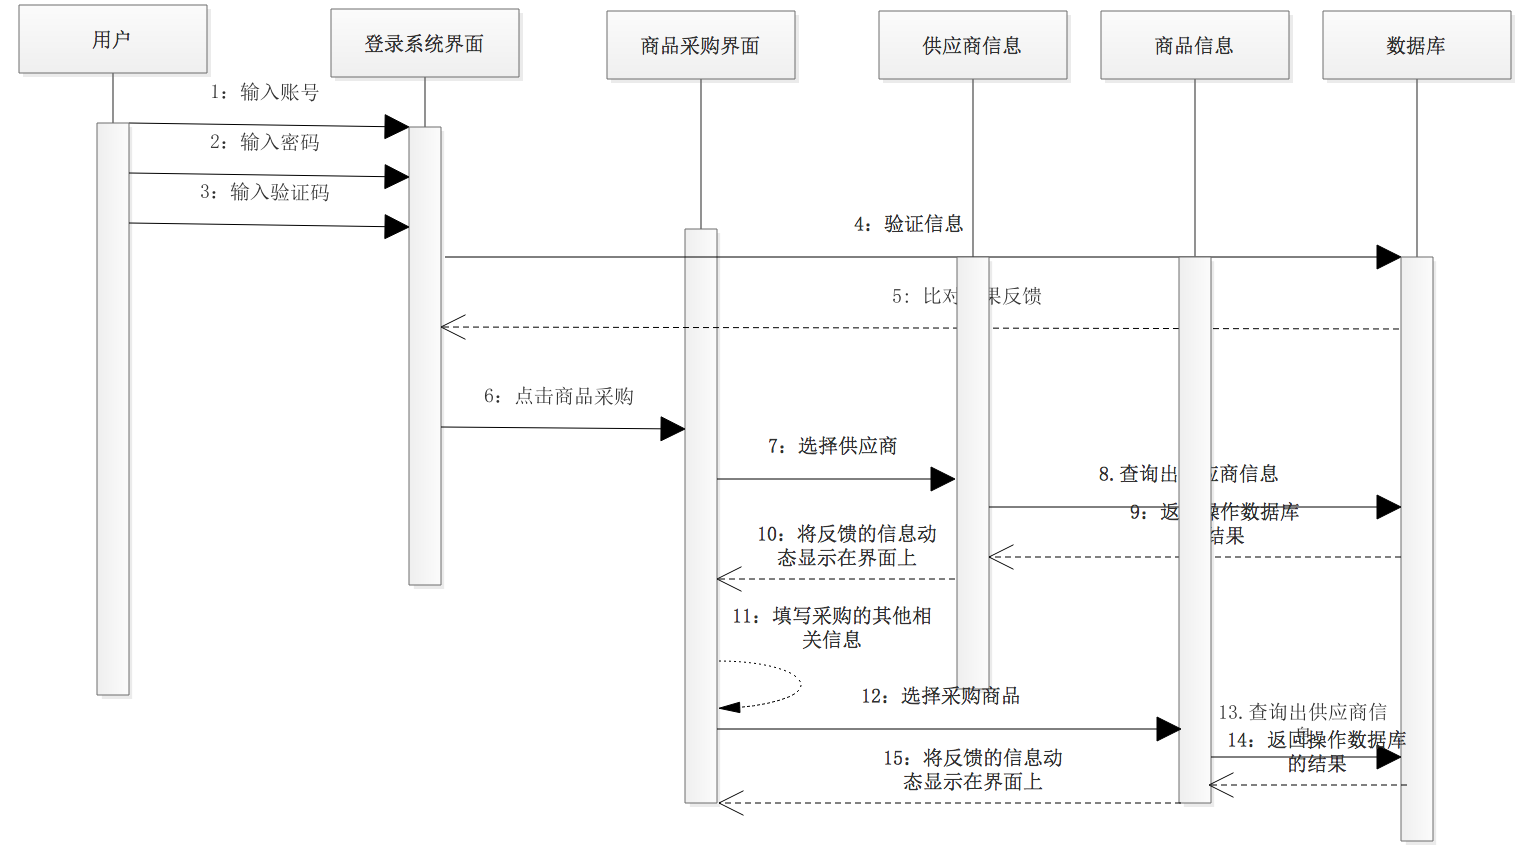 用户
登录系统界面
商品采购界面
供应商信息
商品信息
数据库
1: 输入账号
2: 输入密码
3: 输入验证码
4: 验证信息
5: 比对 果反馈
6: 点击商品采购
7: 选择供应商
8.查询出 应商信息
9: 返 操作数据库
结果
10: 将反馈的信息动
态显示在界面上
11: 填写采购的其他相
关信息
12: 选择采购商品
13.查询出供应商信
息
14: 返回操作数据库
的结果
15: 将反馈的信息动
态显示在界面上